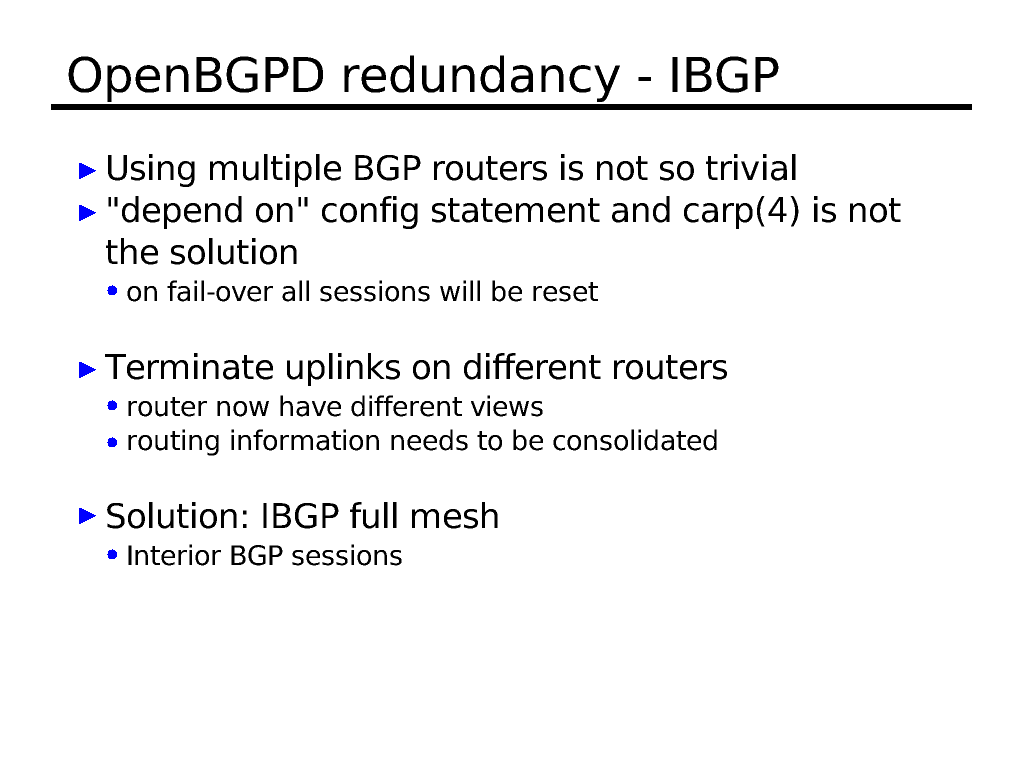 OpenBGPD redundancy - IBGP
Using multiple BGP routers is not so trivial
"depend on" config statement and carp(4) is not
the solution
on fail-over all sessions will be reset
Terminate uplinks on different routers
router now have different views
routing information needs to be consolidated
Solution: IBGP full mesh
Interior BGP sessions